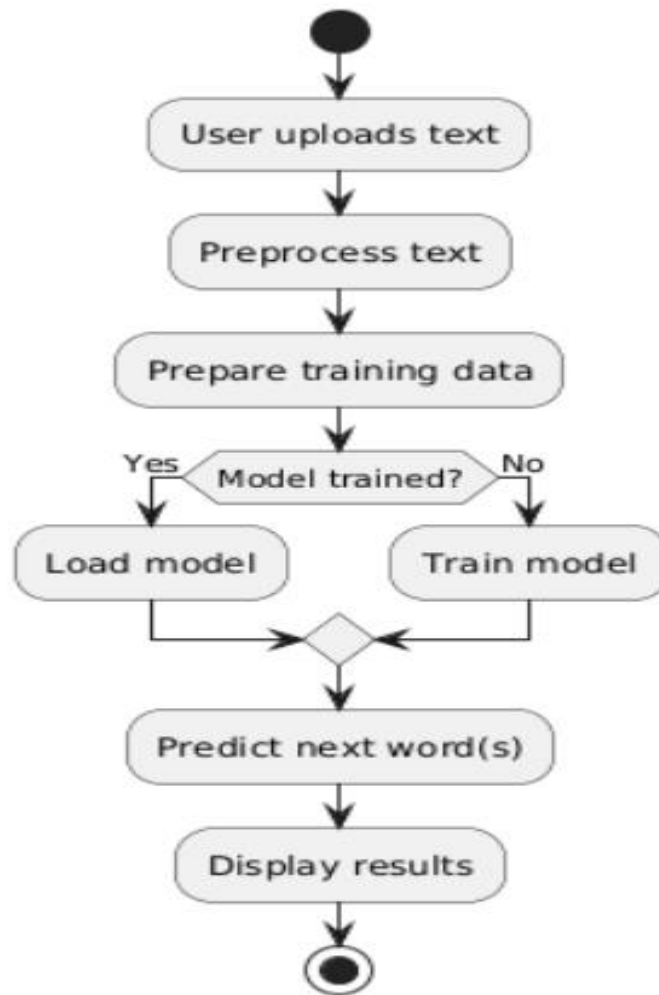 User uploads text
Preprocess text
Prepare training data
Yes
Model trained?
No
Load model
Train model
Predict next word(s)
Display results